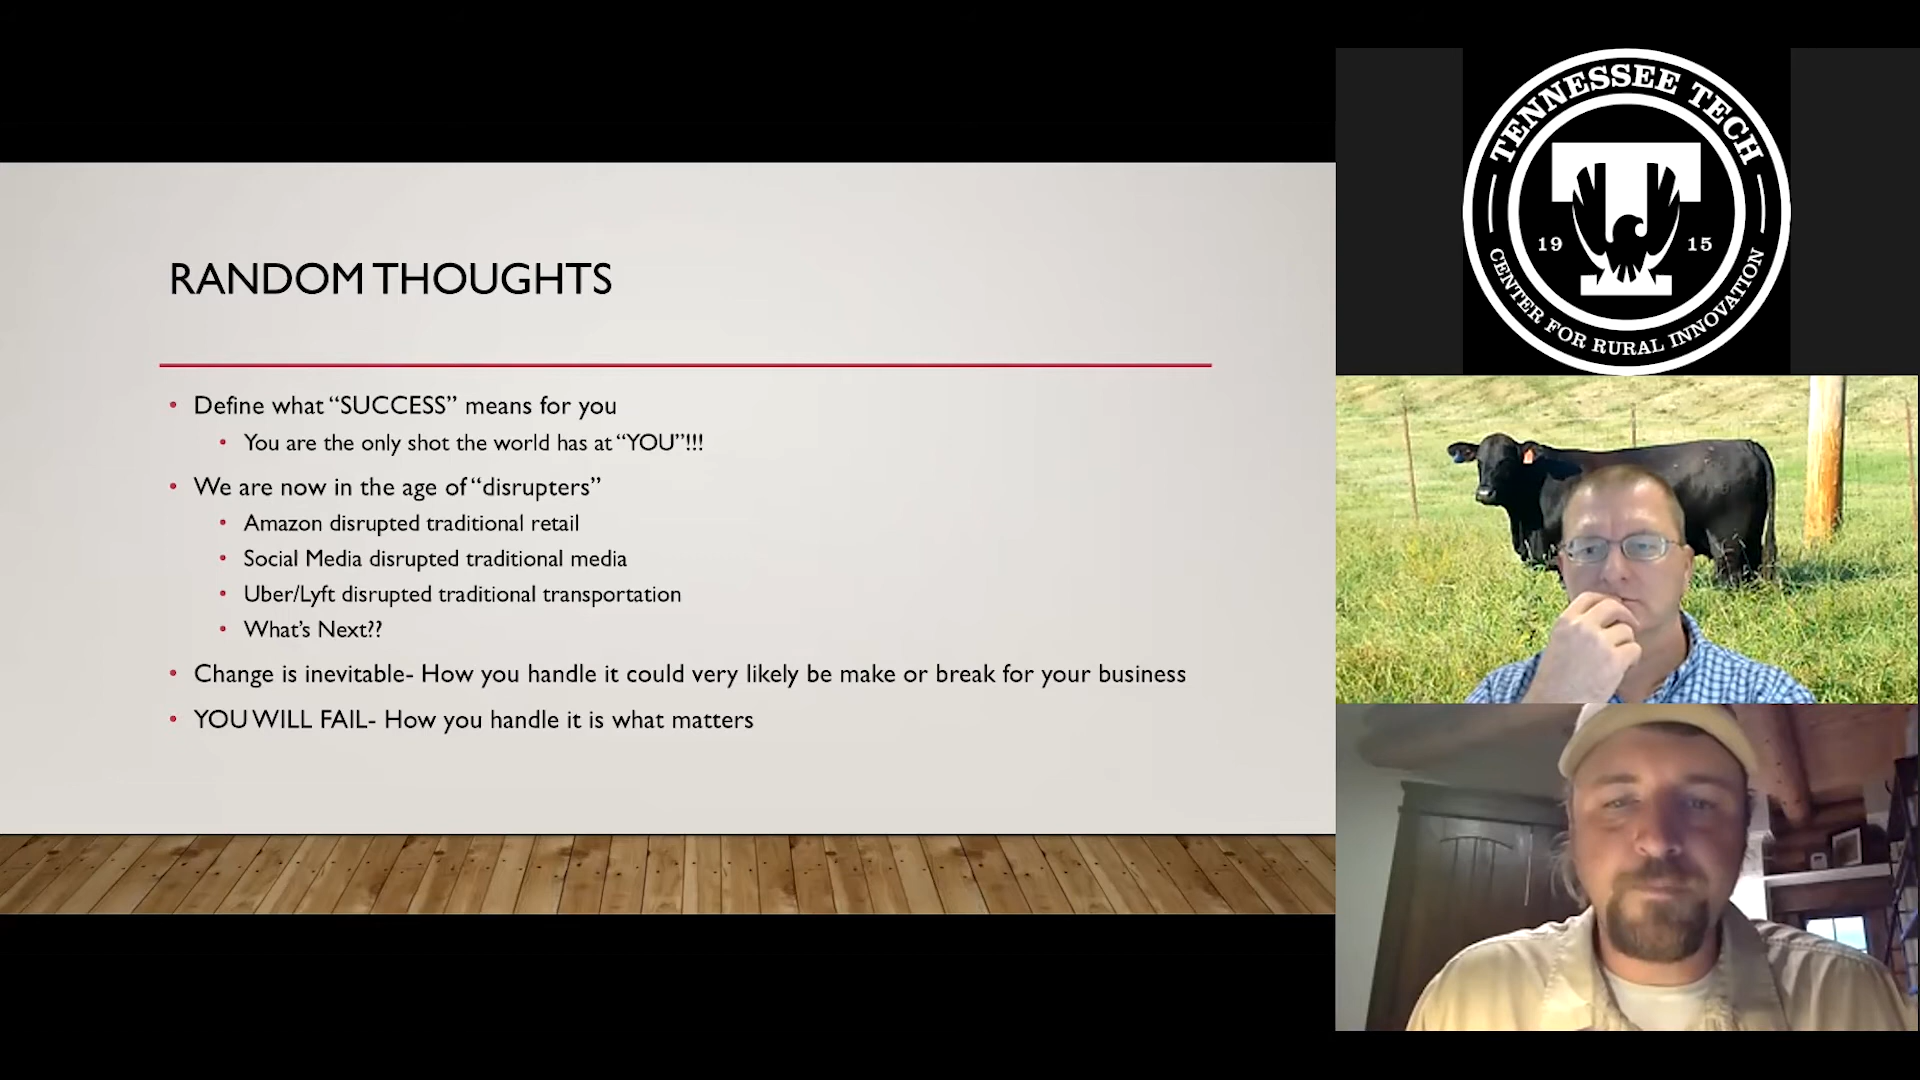 RANDOM THOUGHTS
Define what “SUCCESS” means for you
You are the only shot the world has at “YOU”!!!
We are now in the age of “disrupters”
Amazon disrupted traditional retail
Social Media disrupted traditional media
Uber/Lyft disrupted traditional transportation
What’s Next??
Change is inevitable- How you handle it could very likely be make or break for your business
YOU WILL FAIL- How you handle it is what matters
TENNESSEE TECH
T
19 15
CENTER FOR RURAL INNOVATION